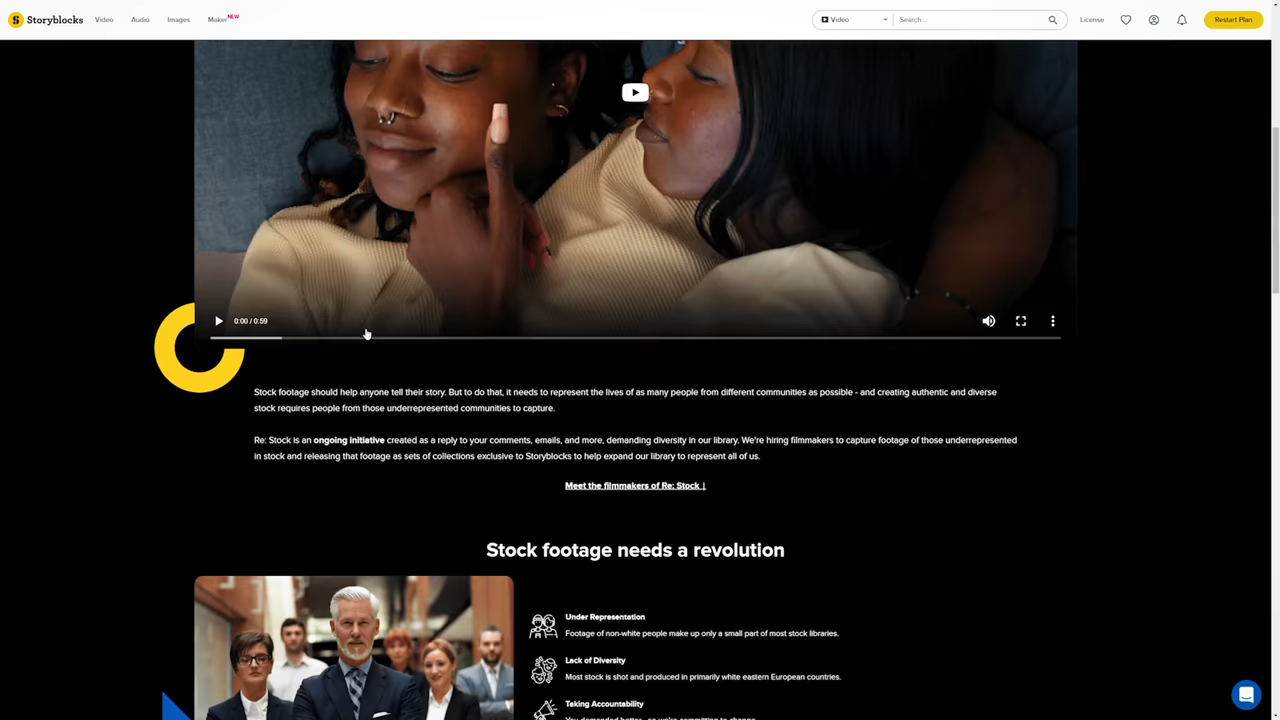 Storyblocks Video Audio Images Maker NEW Video Search... License Restart Plan
0:00 / 0:59
Stock footage should help anyone tell their story. But to do that, it needs to represent the lives of as many people from different communities as possible - and creating authentic and diverse
stock requires people from those underrepresented communities to capture.
Re: Stock is an ongoing initiative created as a reply to your comments, emails, and more, demanding diversity in our library. We're hiring filmmakers to capture footage of those underrepresented
in stock and releasing that footage as sets of collections exclusive to Storyblocks to help expand our library to represent all of us.
Meet the filmmakers of Re: Stock ↓
Stock footage needs a revolution
Under Representation
Footage of non-white people make up only a small part of most stock libraries.
Lack of Diversity
Most stock is shot and produced in primarily white eastern European countries.
Taking Accountability